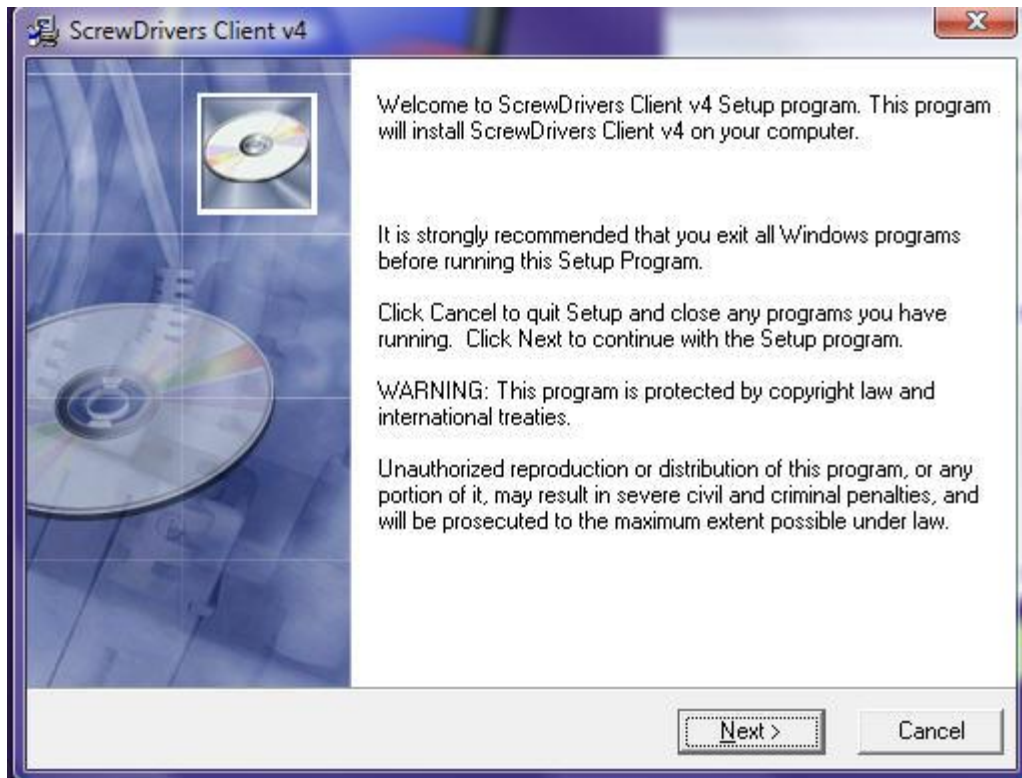 ScrewDrivers Client v4
Welcome to ScrewDrivers Client v4 Setup program. This program
will install ScrewDrivers Client v4 on your computer.
It is strongly recommended that you exit all Windows programs
before running this Setup Program.
Click Cancel to quit Setup and close any programs you have
running.  Click Next to continue with the Setup program.
WARNING: This program is protected by copyright law and
international treaties.
Unauthorized reproduction or distribution of this program, or any
portion of it, may result in severe civil and criminal penalties, and
will be prosecuted to the maximum extent possible under law.
Next >
Cancel